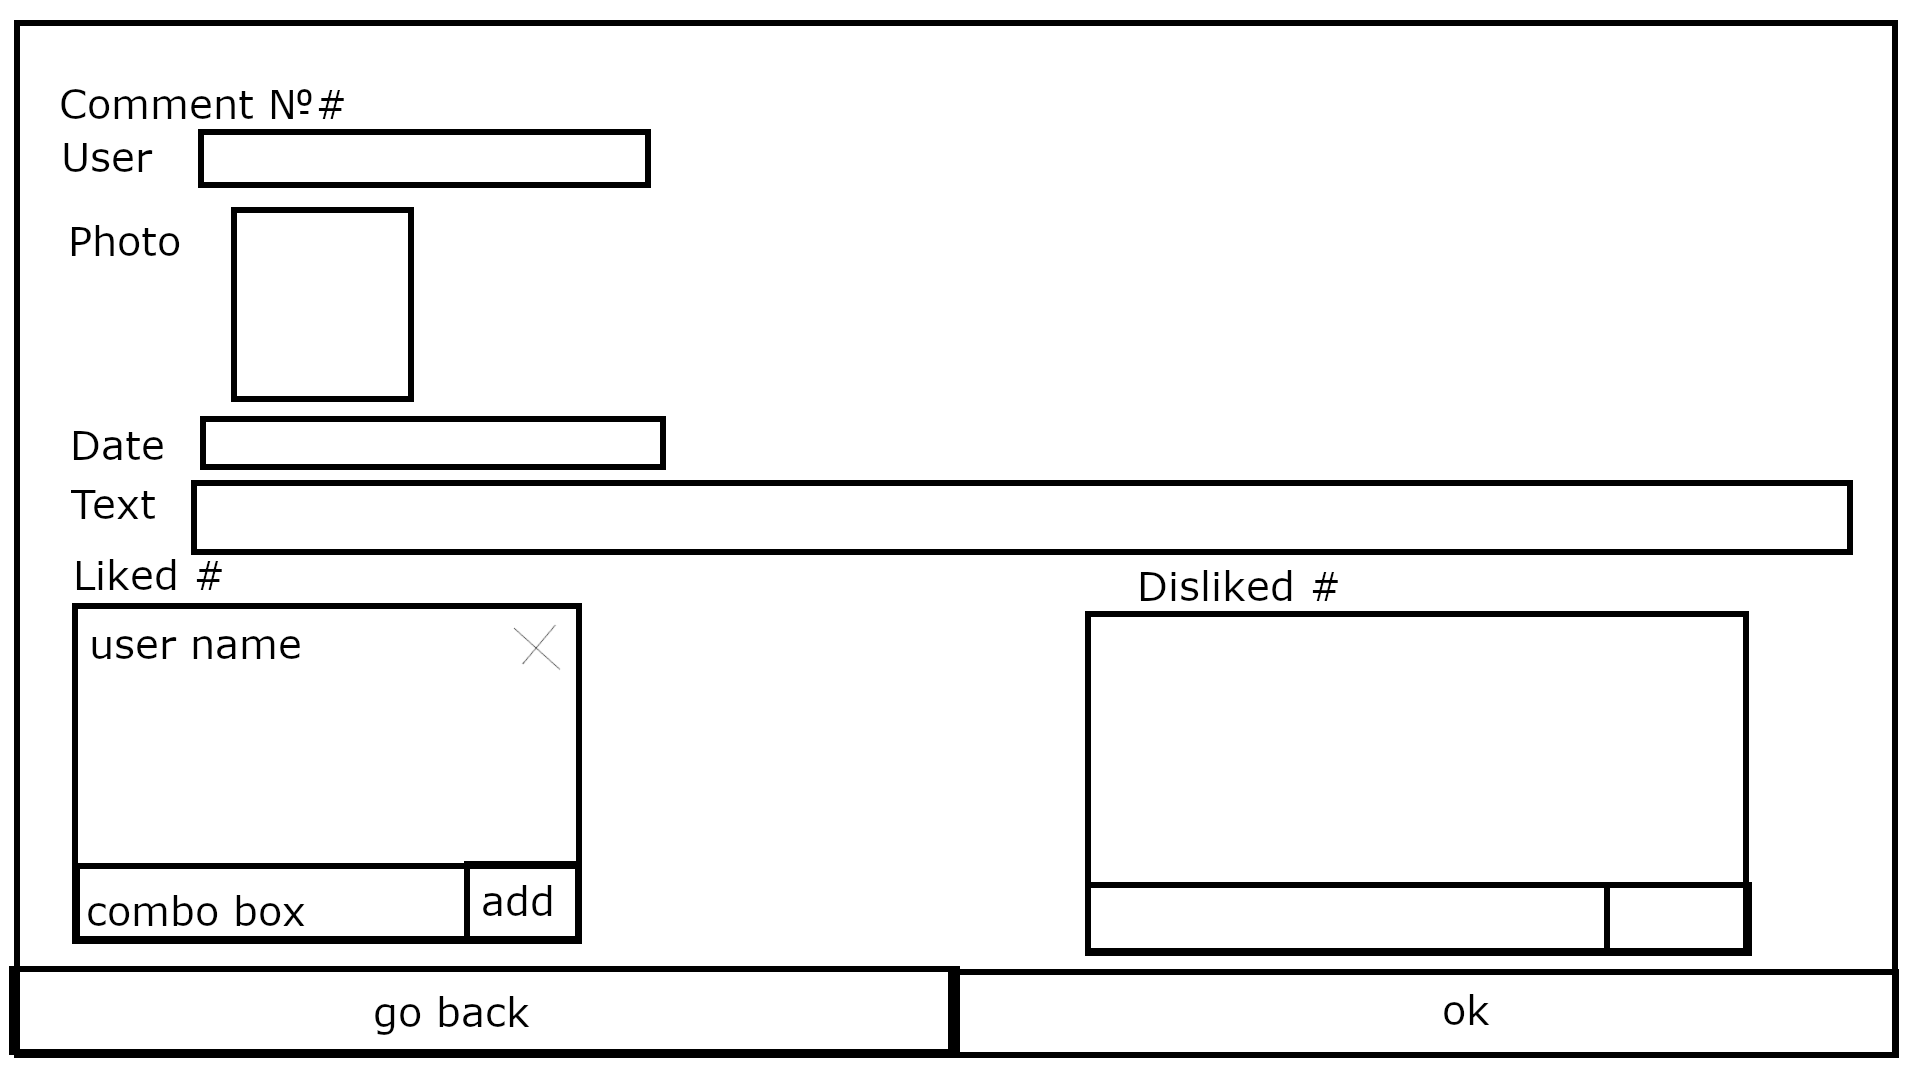 Comment №#
User
Photo
Date
Text
Liked #
user name
combo box
add
Disliked #
go back
ok